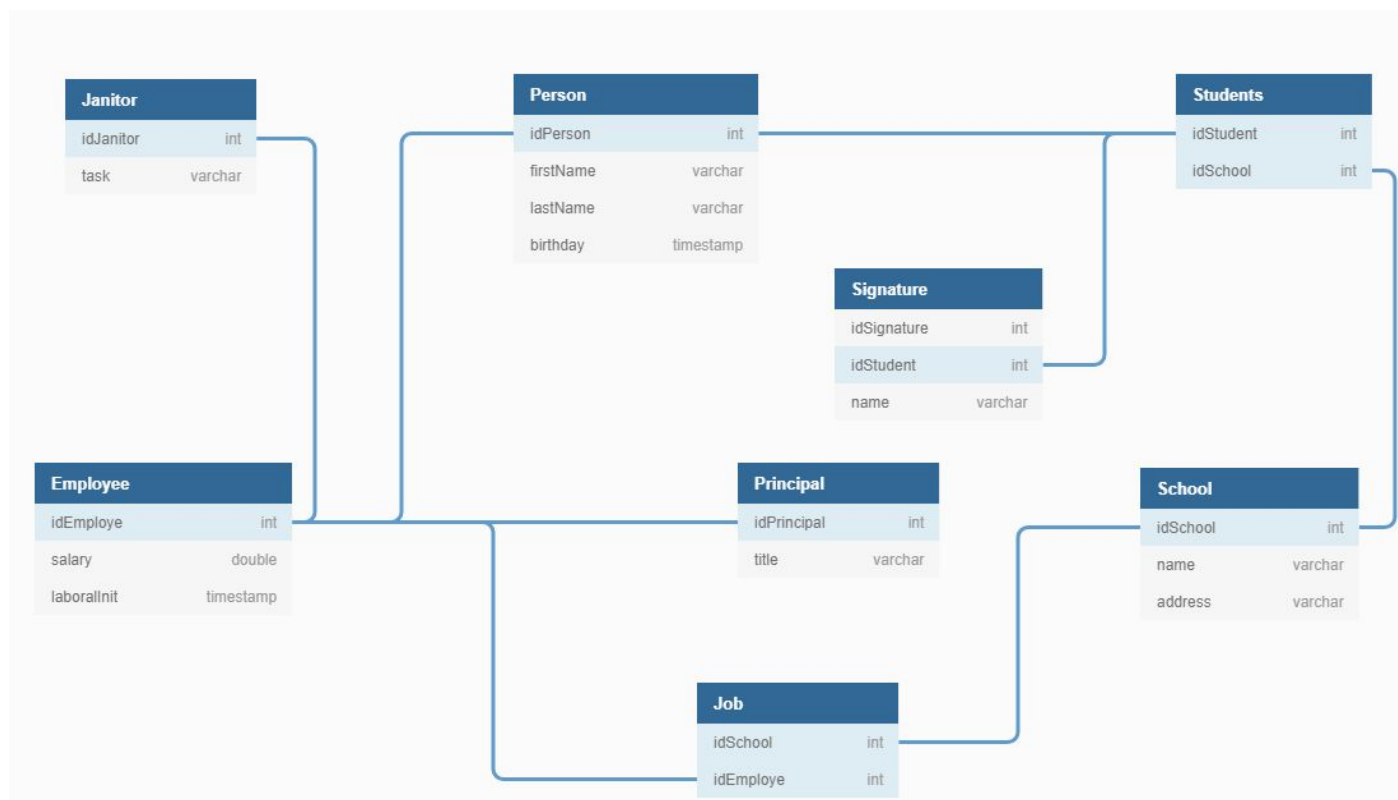 Janitor
idJanitor int
task varchar
Person
idPerson int
firstName varchar
lastName varchar
birthday timestamp
Students
idStudent int
idSchool int
Signature
idSignature int
idStudent int
name varchar
Employee
idEmploye int
salary double
laboralInit timestamp
Principal
idPrincipal int
title varchar
School
idSchool int
name varchar
address varchar
Job
idSchool int
idEmploye int